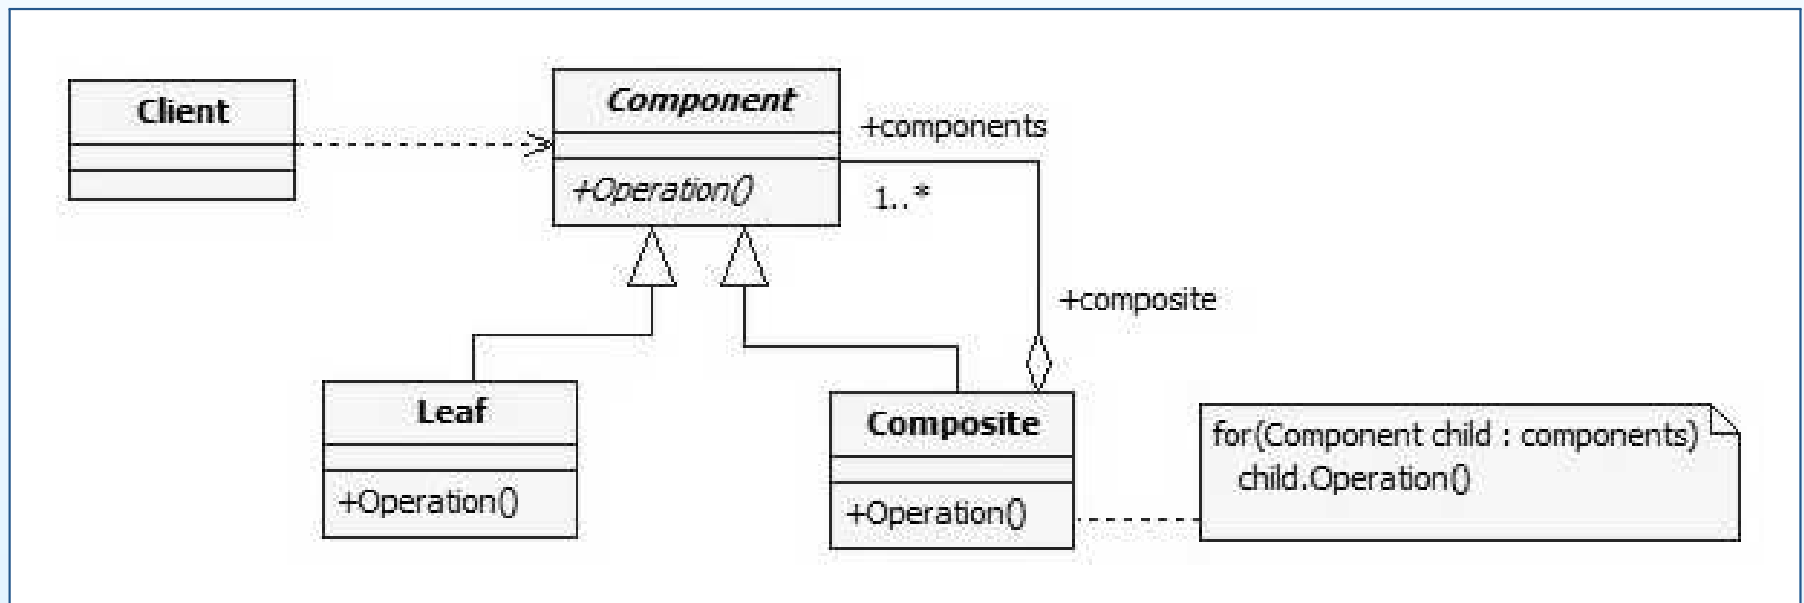 Client
Component
+Operation()
+components
1..*
+composite
Leaf
+Operation()
Composite
+Operation()
for(Component child : components)
child.Operation()